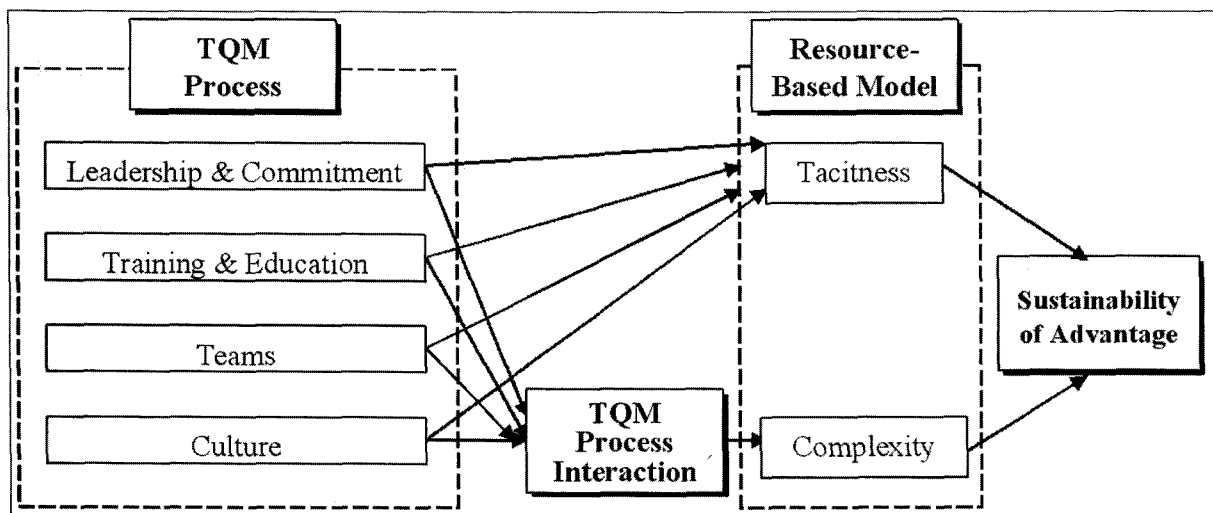 TQM
Process
Resource-
Based Model
Leadership & Commitment
Tacitness
Training & Education
Sustainability
of Advantage
Teams
TQM
Process
Interaction
Culture
Complexity